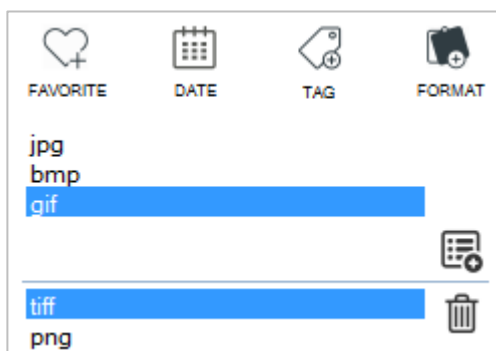 FAVORITE DATE TAG FORMAT
jpg
bmp
gif
tiff
png